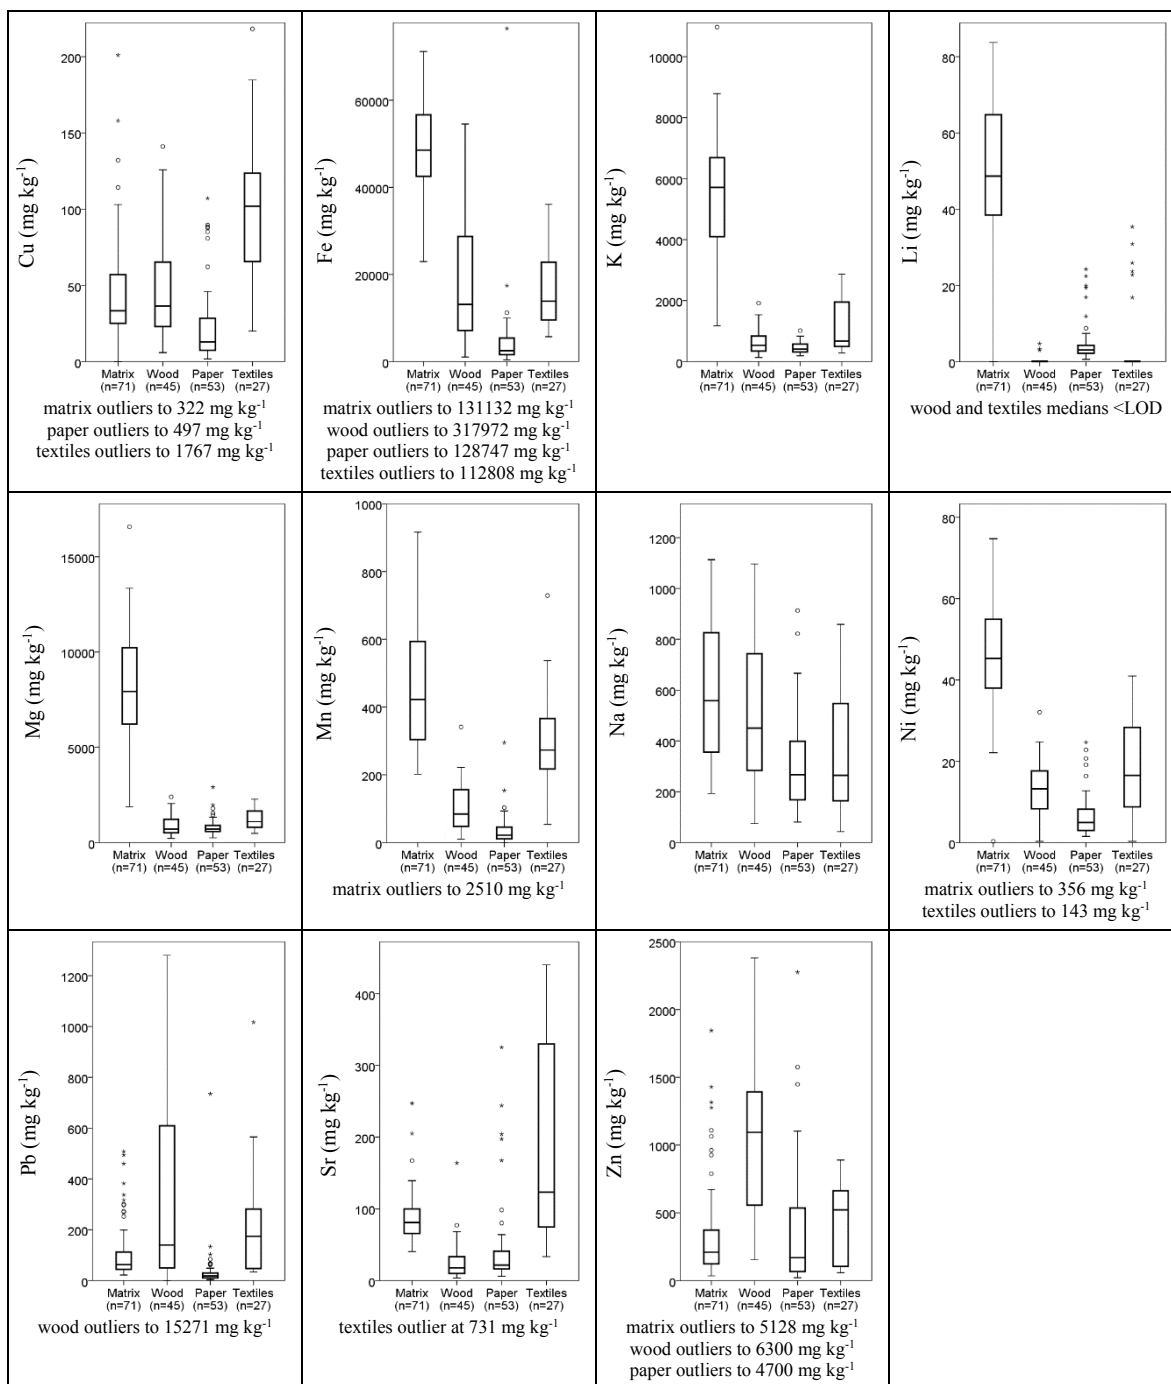 Cu (mg kg-1)
200
150
100
50
0
Matrix Wood Paper Textiles
(n=71) (n=45) (n=53) (n=27)
matrix outliers to 322 mg kg-1
paper outliers to 497 mg kg-1
textiles outliers to 1767 mg kg-1
Fe (mg kg-1)
60000
40000
20000
0
Matrix Wood Paper Textiles
(n=71) (n=45) (n=53) (n=27)
matrix outliers to 131132 mg kg-1
wood outliers to 317972 mg kg-1
paper outliers to 128747 mg kg-1
textiles outliers to 112808 mg kg-1
K (mg kg-1)
10000
8000
6000
4000
2000
0
Matrix Wood Paper Textiles
(n=71) (n=45) (n=53) (n=27)
Li (mg kg-1)
80
60
40
20
0
Matrix Wood Paper Textiles
(n=71) (n=45) (n=53) (n=27)
wood and textiles medians <LOD
Mg (mg kg-1)
15000
10000
5000
0
Matrix Wood Paper Textiles
(n=71) (n=45) (n=53) (n=27)
Mn (mg kg-1)
1000
800
600
400
200
0
Matrix Wood Paper Textiles
(n=71) (n=45) (n=53) (n=27)
matrix outliers to 2510 mg kg-1
Na (mg kg-1)
1200
1000
800
600
400
200
0
Matrix Wood Paper Textiles
(n=71) (n=45) (n=53) (n=27)
Ni (mg kg-1)
80
60
40
20
0
Matrix Wood Paper Textiles
(n=71) (n=45) (n=53) (n=27)
matrix outliers to 356 mg kg-1
textiles outliers to 143 mg kg-1
Pb (mg kg-1)
1200
1000
800
600
400
200
0
Matrix Wood Paper Textiles
(n=71) (n=45) (n=53) (n=27)
wood outliers to 15271 mg kg-1
Sr (mg kg-1)
400
300
200
100
0
Matrix Wood Paper Textiles
(n=71) (n=45) (n=53) (n=27)
textiles outlier at 731 mg kg-1
Zn (mg kg-1)
2500
2000
1500
1000
500
0
Matrix Wood Paper Textiles
(n=71) (n=45) (n=53) (n=27)
matrix outliers to 5128 mg kg-1
wood outliers to 6300 mg kg-1
paper outliers to 4700 mg kg-1